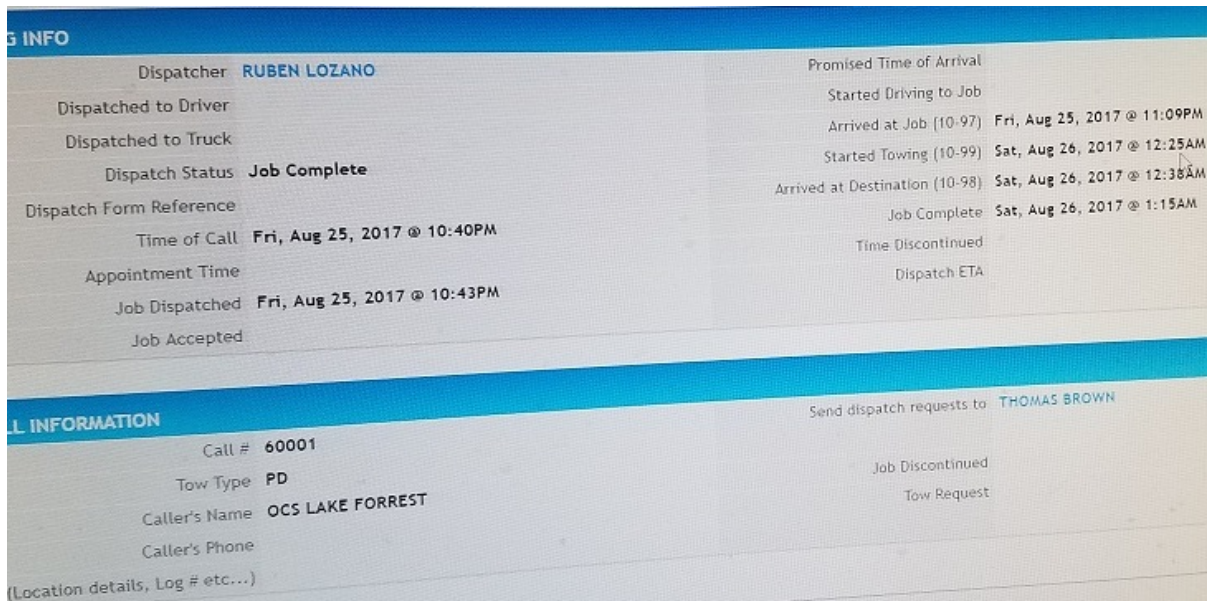 G INFO
Dispatcher RUBEN LOZANO
Dispatched to Driver
Dispatched to Truck
Dispatch Status Job Complete
Dispatch Form Reference
Time of Call Fri, Aug 25, 2017 @ 10:40PM
Appointment Time
Job Dispatched Fri, Aug 25, 2017 @ 10:43PM
Job Accepted
Promised Time of Arrival
Started Driving to Job
Arrived at Job (10-97) Fri, Aug 25, 2017 @ 11:09PM
Started Towing (10-99) Sat, Aug 26, 2017 @ 12:25AM
Arrived at Destination (10-98) Sat, Aug 26, 2017 @ 12:38AM
Job Complete Sat, Aug 26, 2017 @ 1:15AM
Time Discontinued
Dispatch ETA
LL INFORMATION
Call # 60001
Tow Type PD
Caller's Name OCS LAKE FORREST
Caller's Phone
(Location details, Log # etc...)
Send dispatch requests to THOMAS BROWN
Job Discontinued
Tow Request